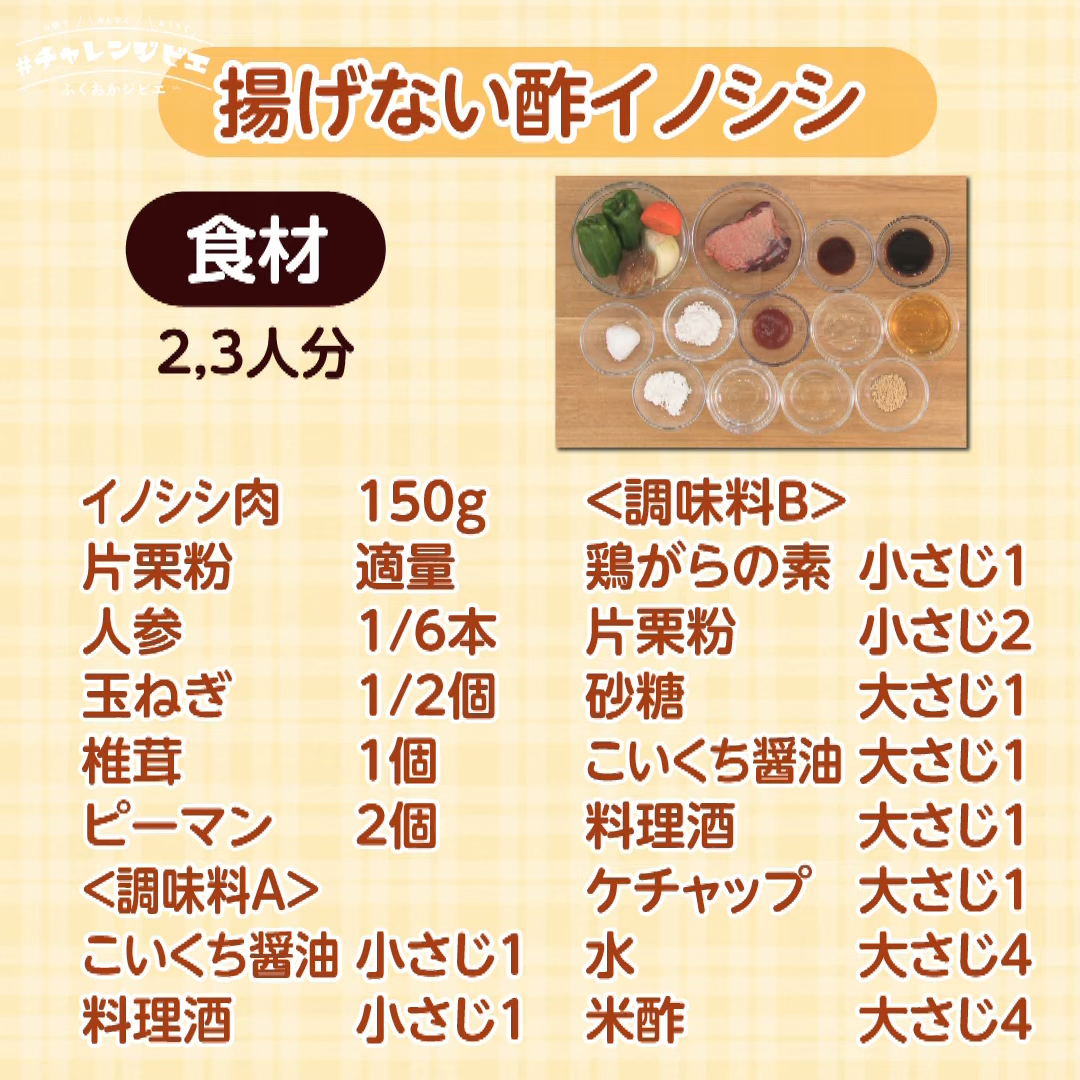 #チャレンジビエ
ふくおかジビエ
揚げない酢イノシシ
食材
2,3人分
イノシシ肉 150g
片栗粉 適量
人参 1/6本
玉ねぎ 1/2個
椎茸 1個
ピーマン 2個
<調味料A>
こいくち醤油 小さじ1
料理酒 小さじ1
<調味料B>
鶏がらの素 小さじ1
片栗粉 小さじ2
砂糖 大さじ1
こいくち醤油 大さじ1
料理酒 大さじ1
ケチャップ 大さじ1
水 大さじ4
米酢 大さじ4